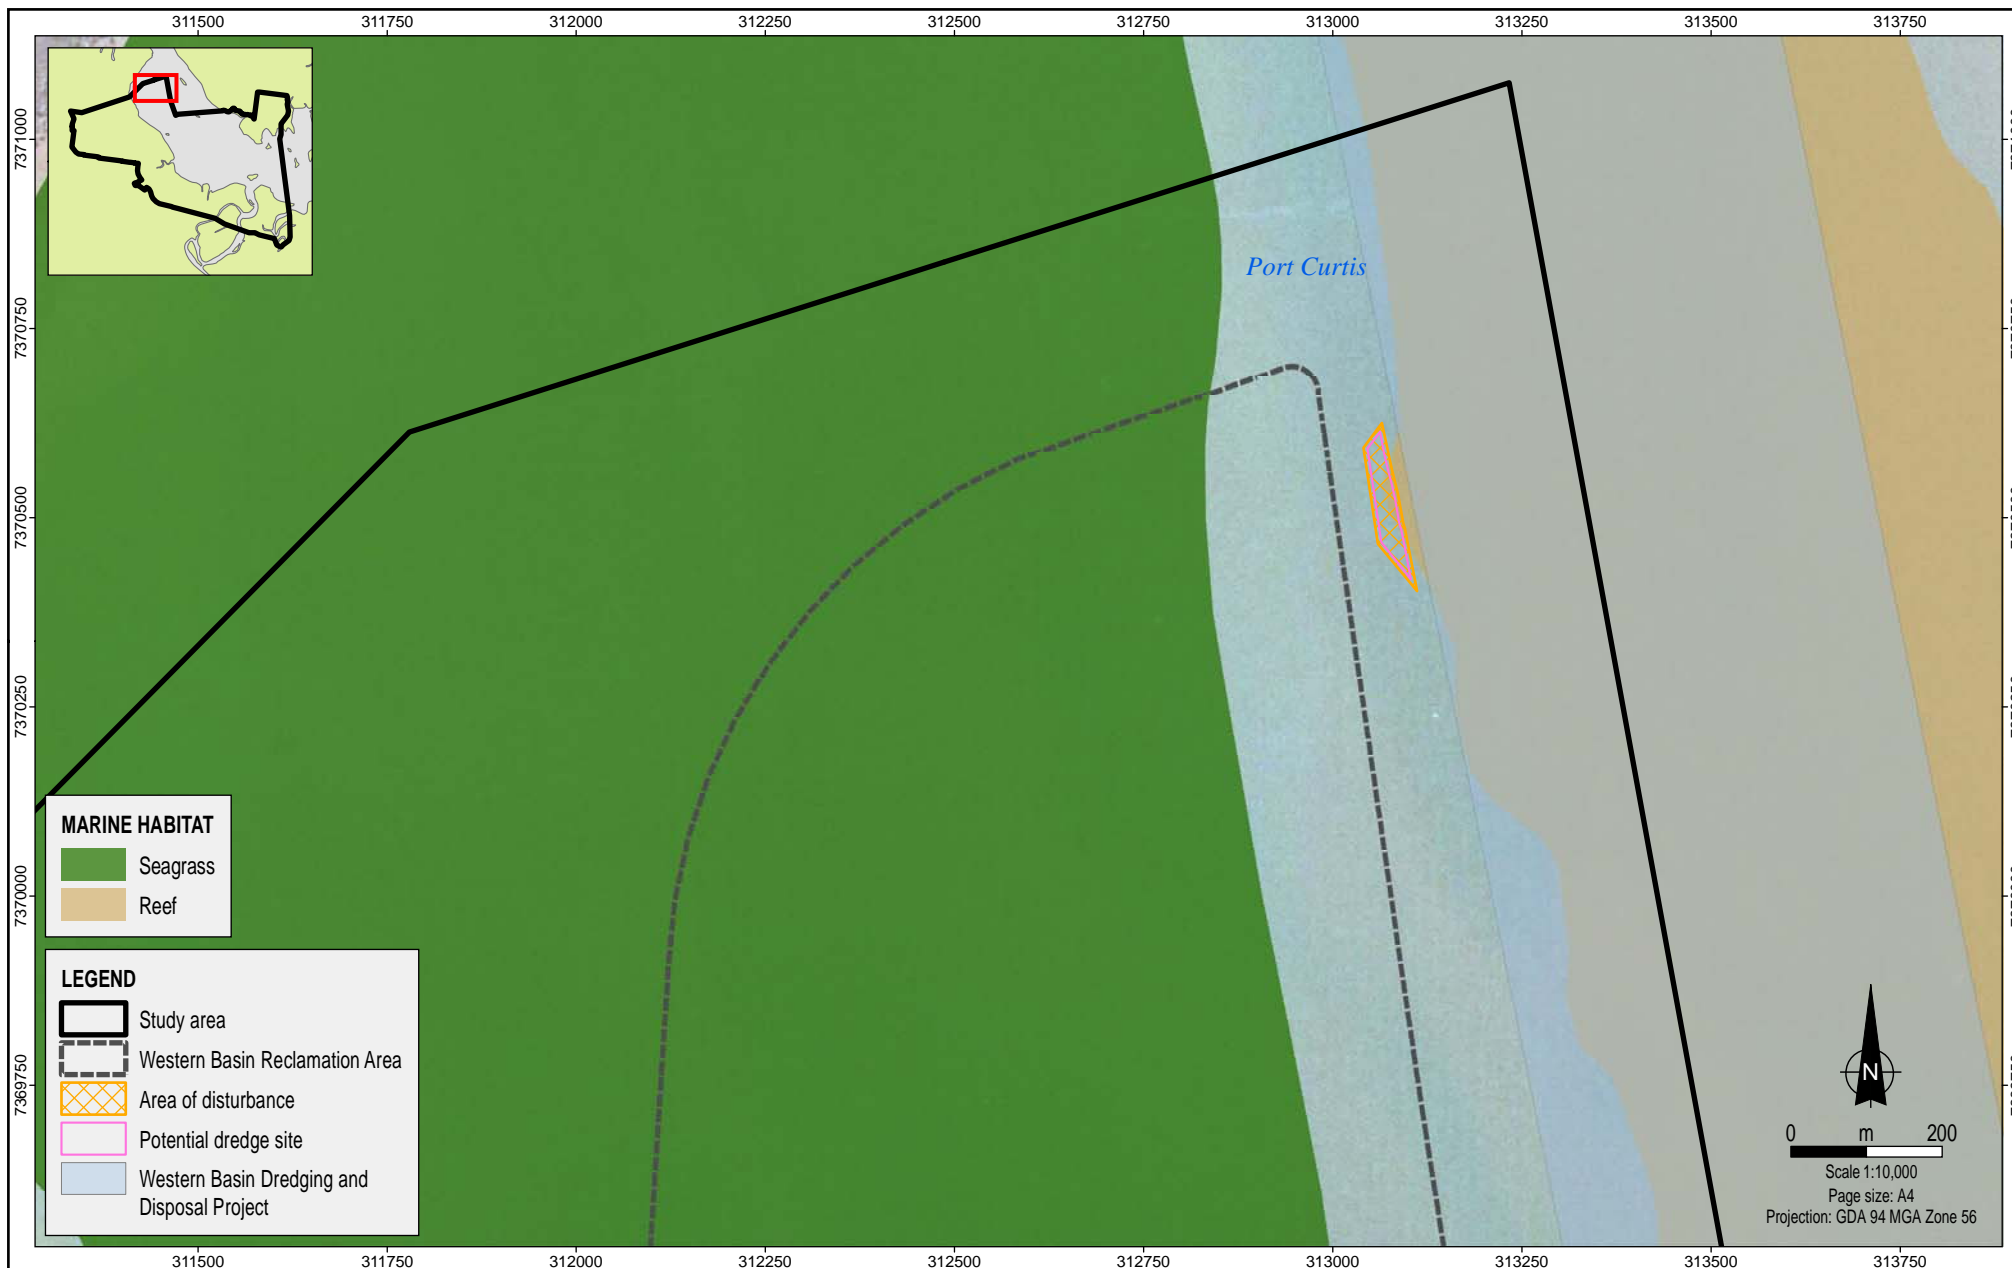 311500 311750 312000 312250 312500 312750 313000 313250 313500 313750
7371000
7370750
7370500
7370250
7370000
7369750
Port Curtis
MARINE HABITAT
Seagrass
Reef
LEGEND
Study area
Western Basin Reclamation Area
Area of disturbance
Potential dredge site
Western Basin Dredging and
Disposal Project
N
0 m 200
Scale 1:10,000
Page size: A4
Projection: GDA 94 MGA Zone 56
311500 311750 312000 312250 312500 312750 313000 313250 313500 313750